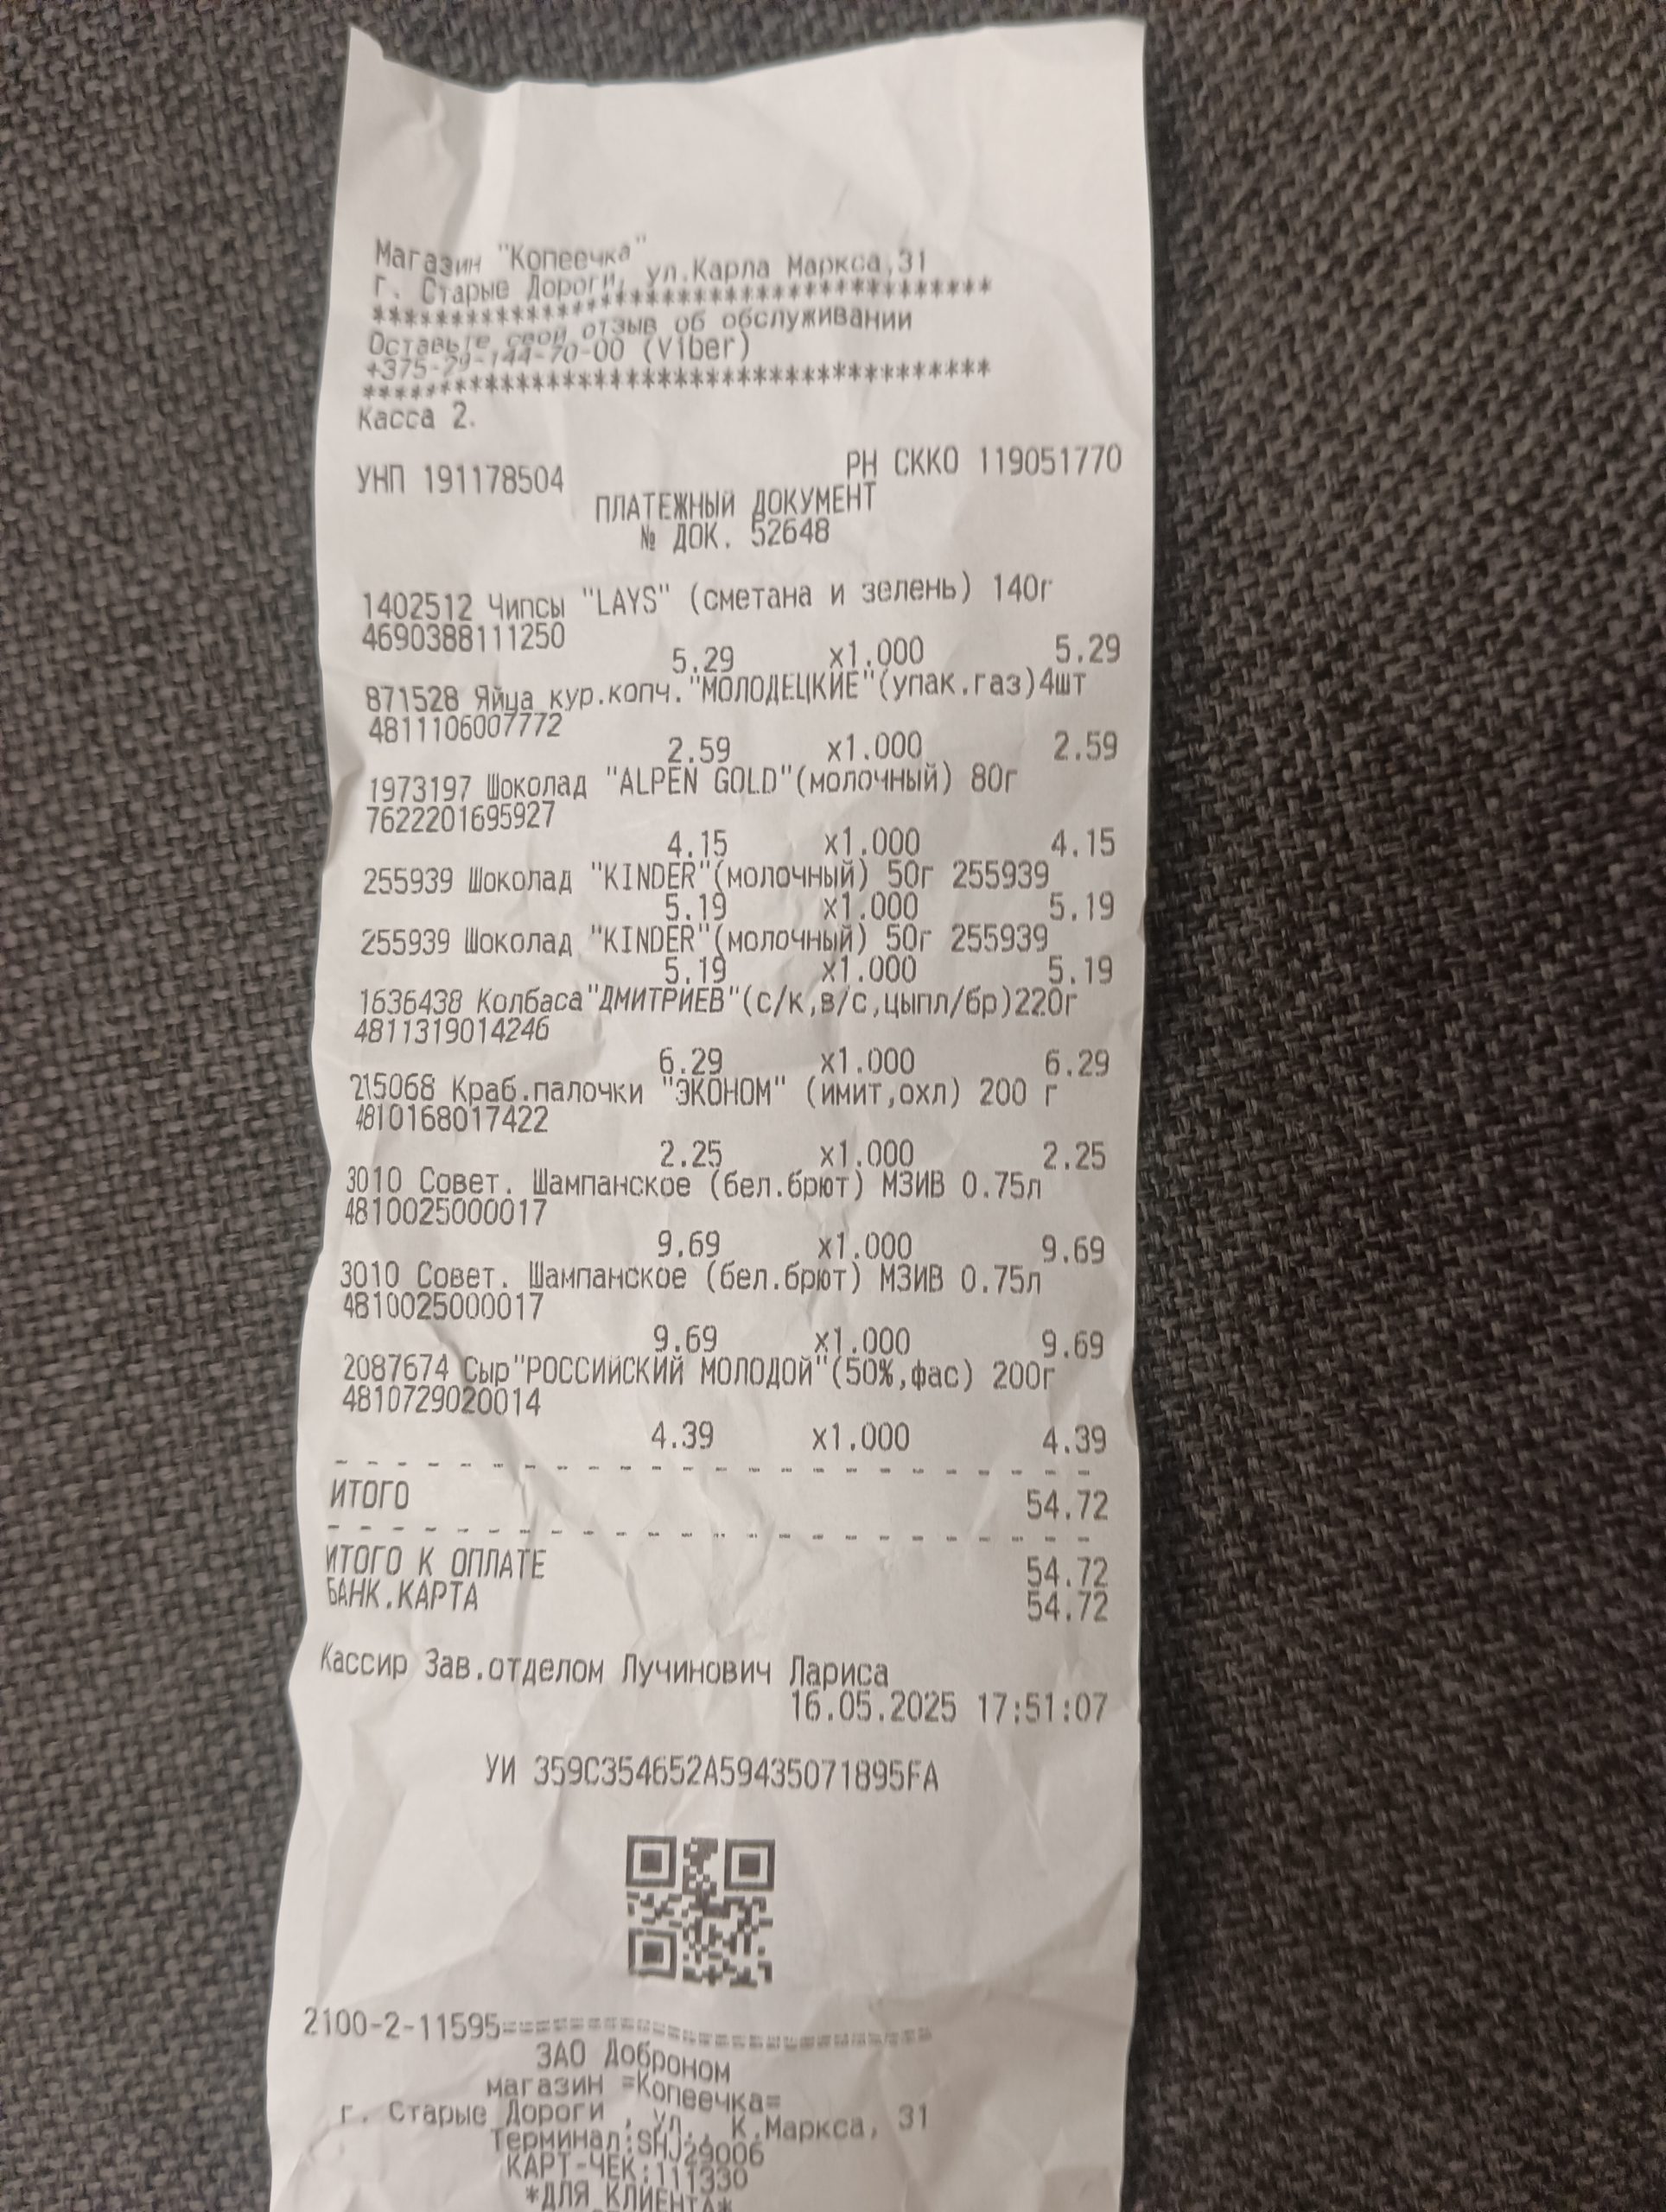 Магазин "Копеечка"
г. Старые Дороги, ул.Карла Маркса,31
****************************************
Оставьте свой отзыв об обслуживании
+375-29-144-70-00 (Viber)
****************************************
Касса 2.
УНП 191178504 РН СККО 119051770
ПЛАТЕЖНЫЙ ДОКУМЕНТ
№ ДОК. 52648
1402512 Чипсы "LAYS" (сметана и зелень) 140г
4690388111250
5.29 x1.000 5.29
871528 Яйца кур.копч."МОЛОДЕЦКИЕ"(упак.газ)4шт
4811106007772
2.59 x1.000 2.59
1973197 Шоколад "ALPEN GOLD"(молочный) 80г
7622201695927
4.15 x1.000 4.15
255939 Шоколад "KINDER"(молочный) 50г 255939
5.19 x1.000 5.19
255939 Шоколад "KINDER"(молочный) 50г 255939
5.19 x1.000 5.19
1636438 Колбаса"ДМИТРИЕВ"(с/к,в/с,цыпл/бр)220г
4811319014246
6.29 x1.000 6.29
215068 Краб.палочки "ЭКОНОМ" (имит,охл) 200 г
4810168017422
2.25 x1.000 2.25
3010 Совет. Шампанское (бел.брют) МЗИВ 0.75л
4810025000017
9.69 x1.000 9.69
3010 Совет. Шампанское (бел.брют) МЗИВ 0.75л
4810025000017
9.69 x1.000 9.69
2087674 Сыр"РОССИЙСКИЙ МОЛОДОЙ"(50%,фас) 200г
4810729020014
4.39 x1.000 4.39
ИТОГО 54.72
ИТОГО К ОПЛАТЕ 54.72
БАНК.КАРТА 54.72
Кассир Зав.отделом Лучинович Лариса
16.05.2025 17:51:07
УИ 359C354652A59435071895FA
2100-2-11595===========================
ЗАО Доброном
магазин =Копеечка=
г. Старые Дороги , ул., К.Маркса, 31
Терминал:SHJ29006
КАРТ-ЧЕК:111330
*ДЛЯ КЛИЕНТА*